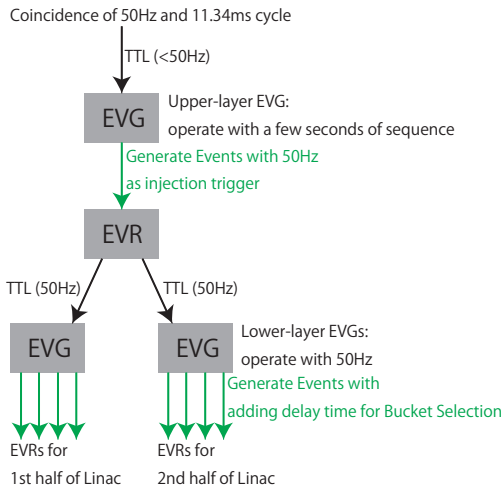 Coincidence of 50Hz and 11.34ms cycle
TTL (<50Hz)
EVG
Upper-layer EVG:
operate with a few seconds of sequence
Generate Events with 50Hz
as injection trigger
EVR
TTL (50Hz)
TTL (50Hz)
EVG
EVG
Lower-layer EVGs:
operate with 50Hz
Generate Events with
adding delay time for Bucket Selection
EVRs for
1st half of Linac
EVRs for
2nd half of Linac